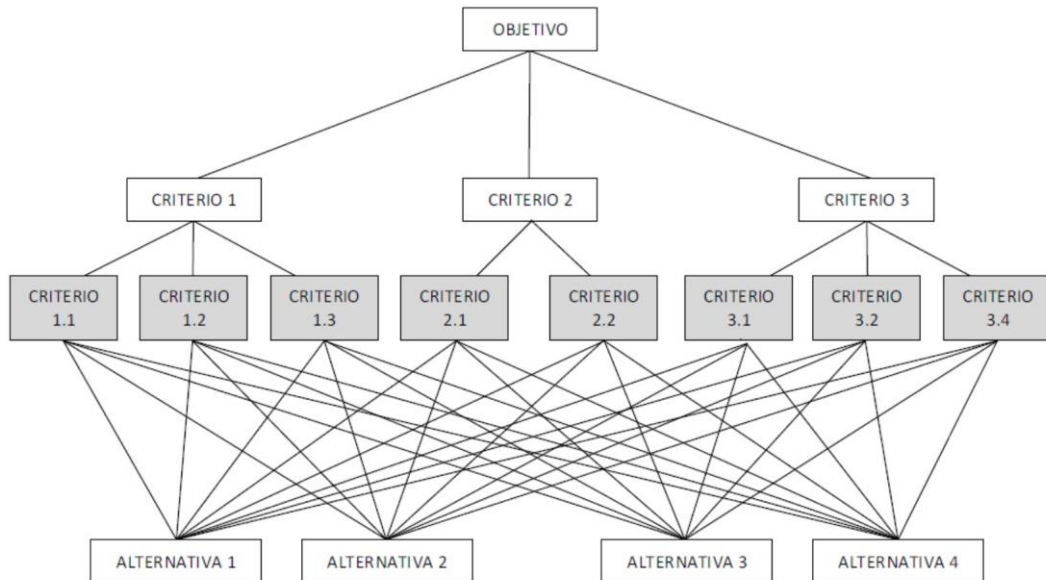 OBJETIVO
CRITERIO 1
CRITERIO 2
CRITERIO 3
CRITERIO
1.1
CRITERIO
1.2
CRITERIO
1.3
CRITERIO
2.1
CRITERIO
2.2
CRITERIO
3.1
CRITERIO
3.2
CRITERIO
3.4
ALTERNATIVA 1
ALTERNATIVA 2
ALTERNATIVA 3
ALTERNATIVA 4